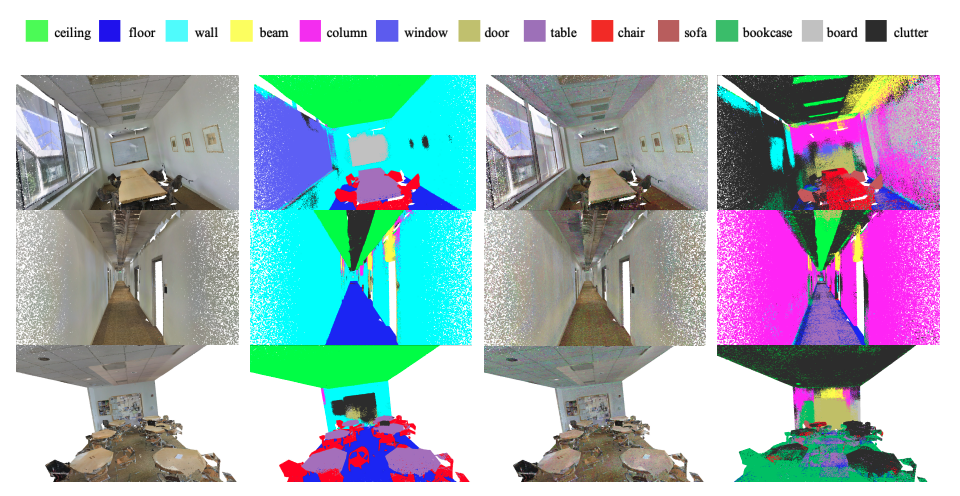 ceiling floor wall beam column window door table chair sofa bookcase board clutter